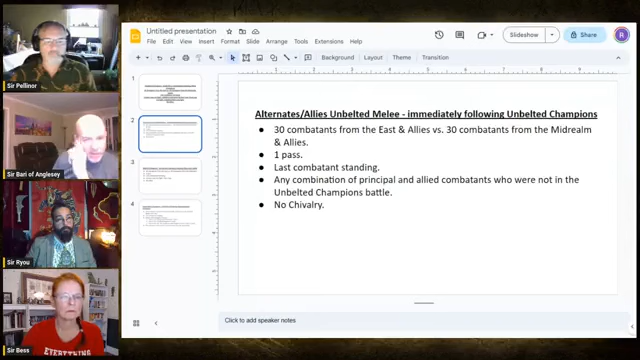 Untitled presentation
File Edit View Insert Format Slide Arrange Tools Extensions
Slideshow
Share
R
Background Layout Theme Transition
1
2
3
4
Alternates/Allies Unbelted Melee - immediately following Unbelted Champions
● 30 combatants from the East & Allies vs. 30 combatants from the Midrealm
& Allies.
● 1 pass.
● Last combatant standing.
● Any combination of principal and allied combatants who were not in the
Unbelted Champions battle.
● No Chivalry.
Click to add speaker notes
Sir Pellinor
Sir Bari of Anglesey
Sir Ryou
Sir Bess
EVERYTHING